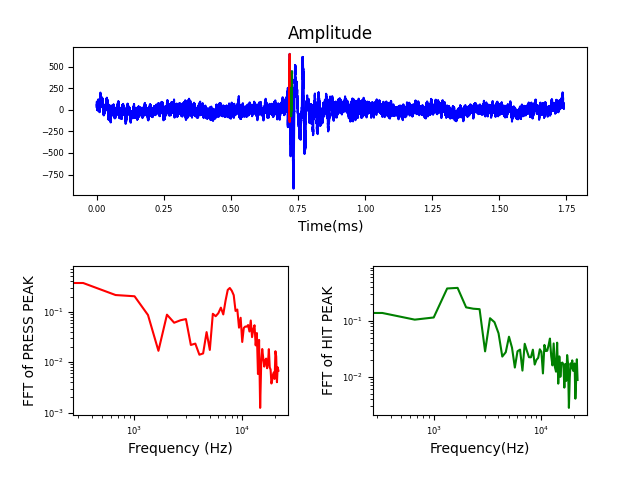 Amplitude
500
250
0
−250
−500
−750
0.00 0.25 0.50 0.75 1.00 1.25 1.50 1.75
Time(ms)
FFT of PRESS PEAK
10⁻¹
10⁻²
10⁻³
10³ 10⁴
Frequency (Hz)
FFT of HIT PEAK
10⁻¹
10⁻²
10³ 10⁴
Frequency(Hz)